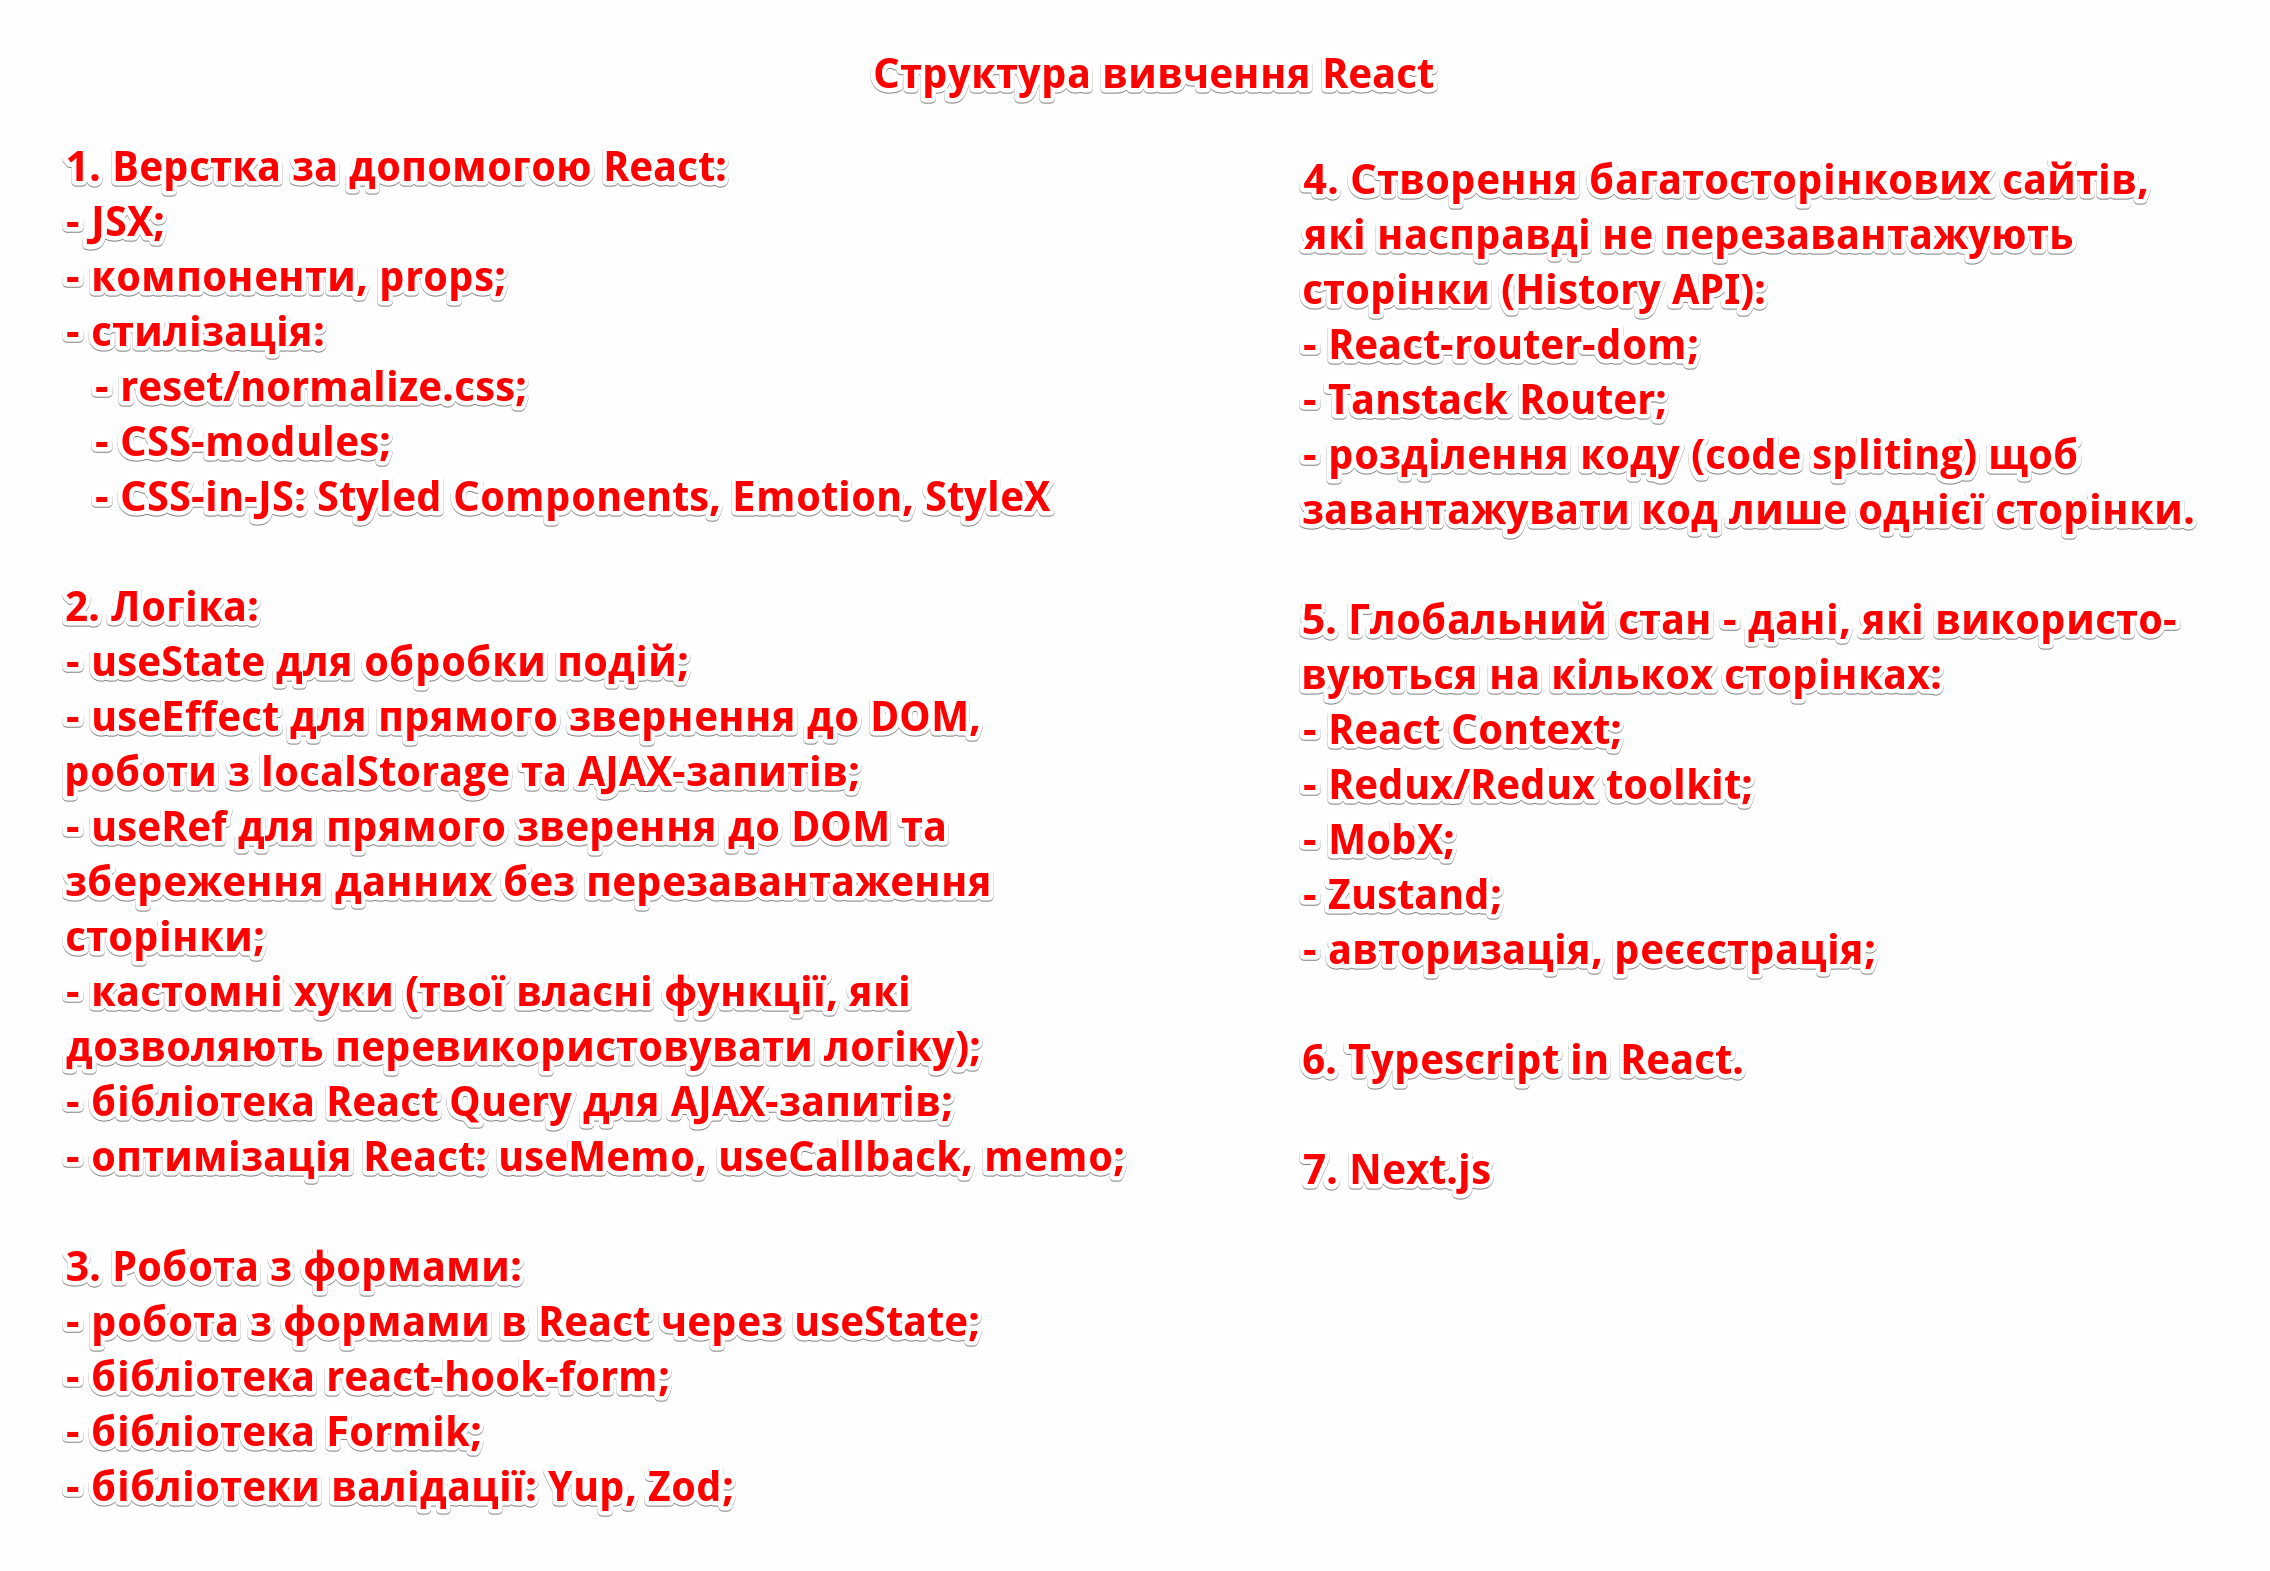 Структура вивчення React
1. Верстка за допомогою React:
- JSX;
- компоненти, props;
- стилізація:
- reset/normalize.css;
- CSS-modules;
- CSS-in-JS: Styled Components, Emotion, StyleX
2. Логіка:
- useState для обробки подій;
- useEffect для прямого звернення до DOM,
роботи з localStorage та AJAX-запитів;
- useRef для прямого зверення до DOM та
збереження данних без перезавантаження
сторінки;
- кастомні хуки (твої власні функції, які
дозволяють перевикористовувати логіку);
- бібліотека React Query для AJAX-запитів;
- оптимізація React: useMemo, useCallback, memo;
3. Робота з формами:
- робота з формами в React через useState;
- бібліотека react-hook-form;
- бібліотека Formik;
- бібліотеки валідації: Yup, Zod;
4. Створення багатосторінкових сайтів,
які насправді не перезавантажують
сторінки (History API):
- React-router-dom;
- Tanstack Router;
- розділення коду (code spliting) щоб
завантажувати код лише однієї сторінки.
5. Глобальний стан - дані, які використо-
вуються на кількох сторінках:
- React Context;
- Redux/Redux toolkit;
- MobX;
- Zustand;
- авторизація, реєєстрація;
6. Typescript in React.
7. Next.js